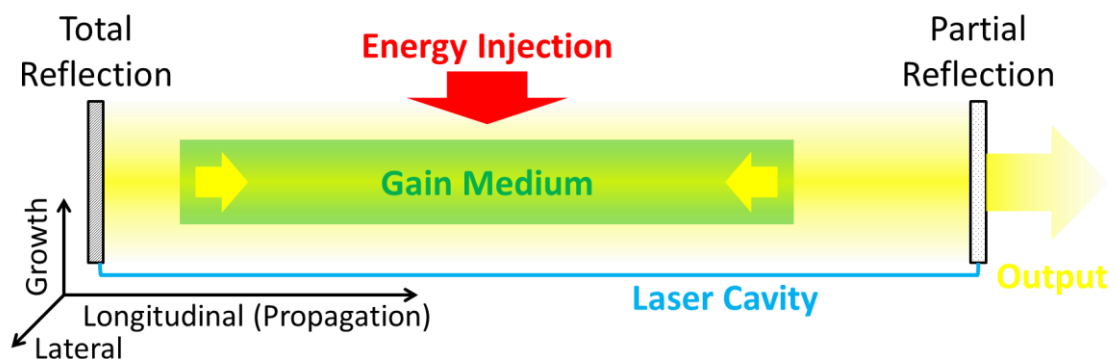 Total
Reflection
Energy Injection
Partial
Reflection
Gain Medium
Growth
Longitudinal (Propagation)
Lateral
Laser Cavity
Output